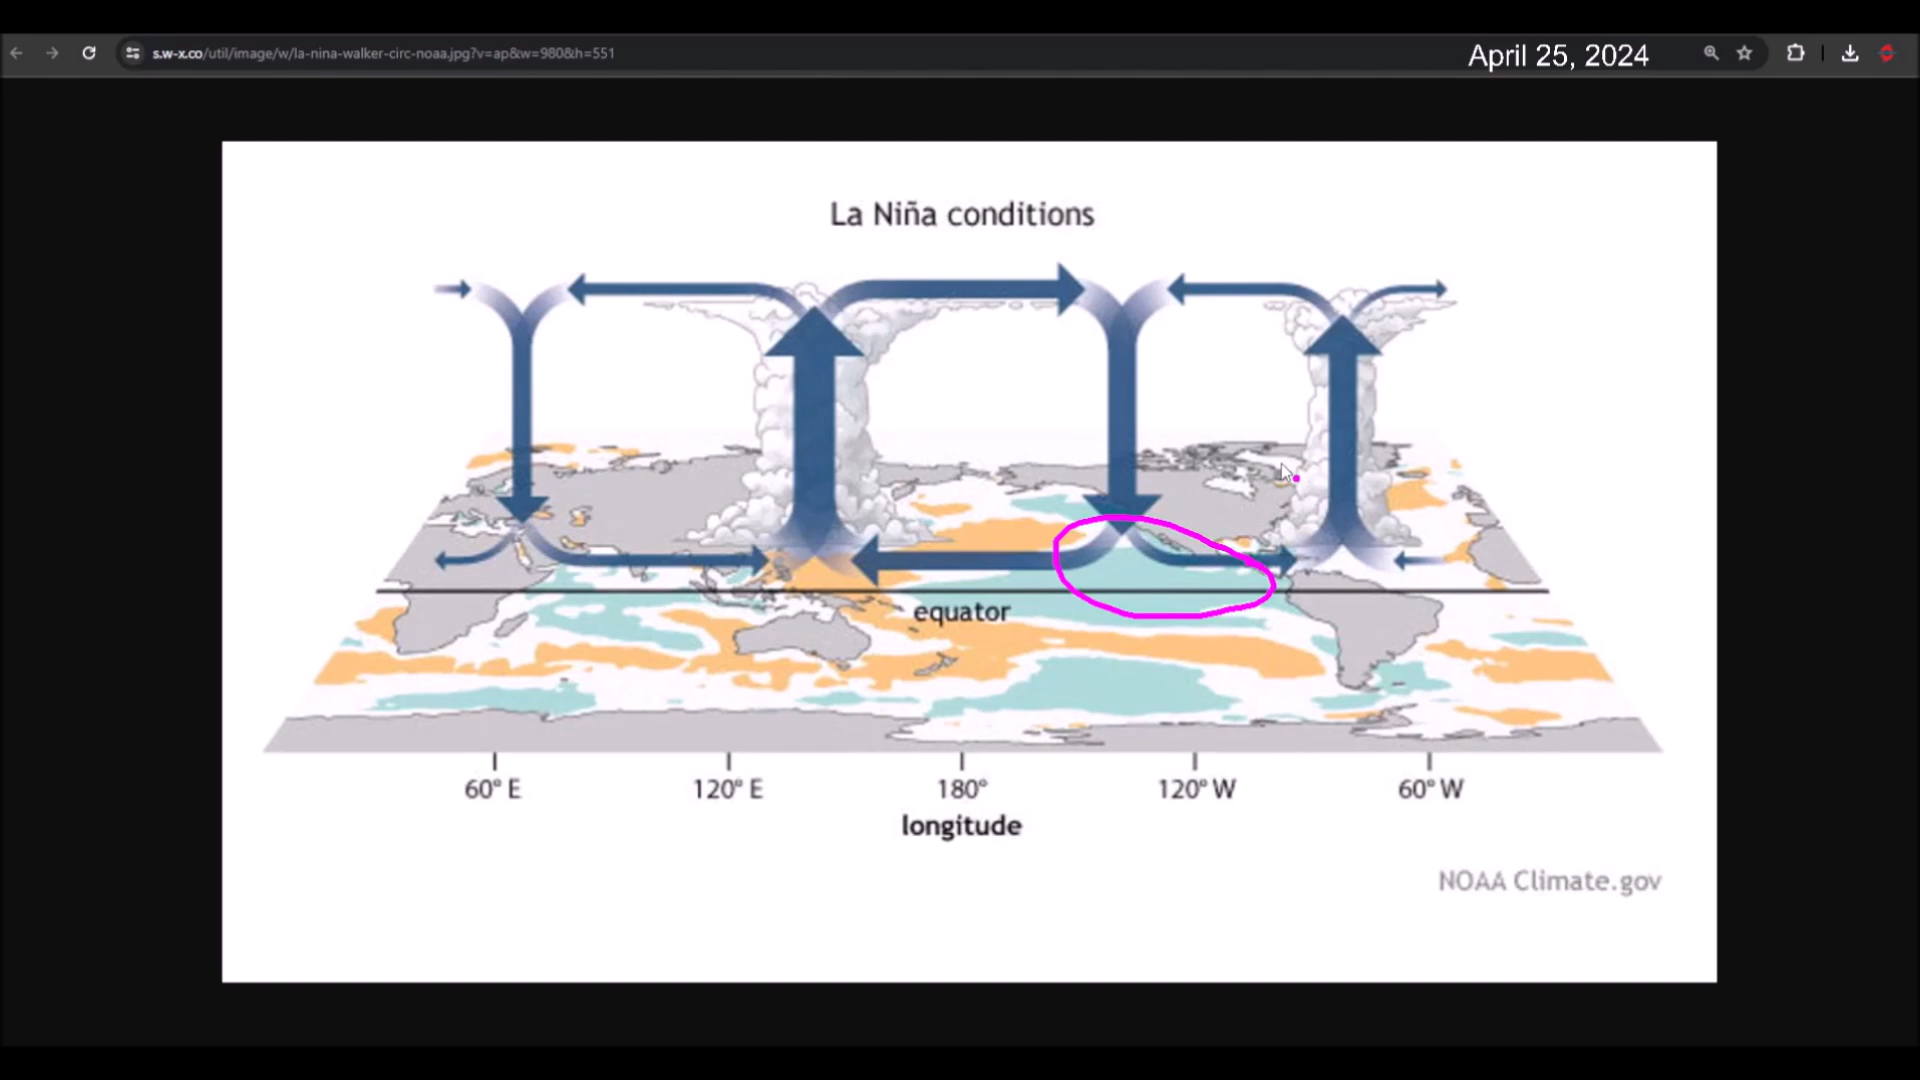 s.w-x.co/util/image/w/la-nina-walker-circ-noaa.jpg?v=ap&w=980&h=551
April 25, 2024
La Niña conditions
equator
60° E 120° E 180° 120° W 60° W
longitude
NOAA Climate.gov